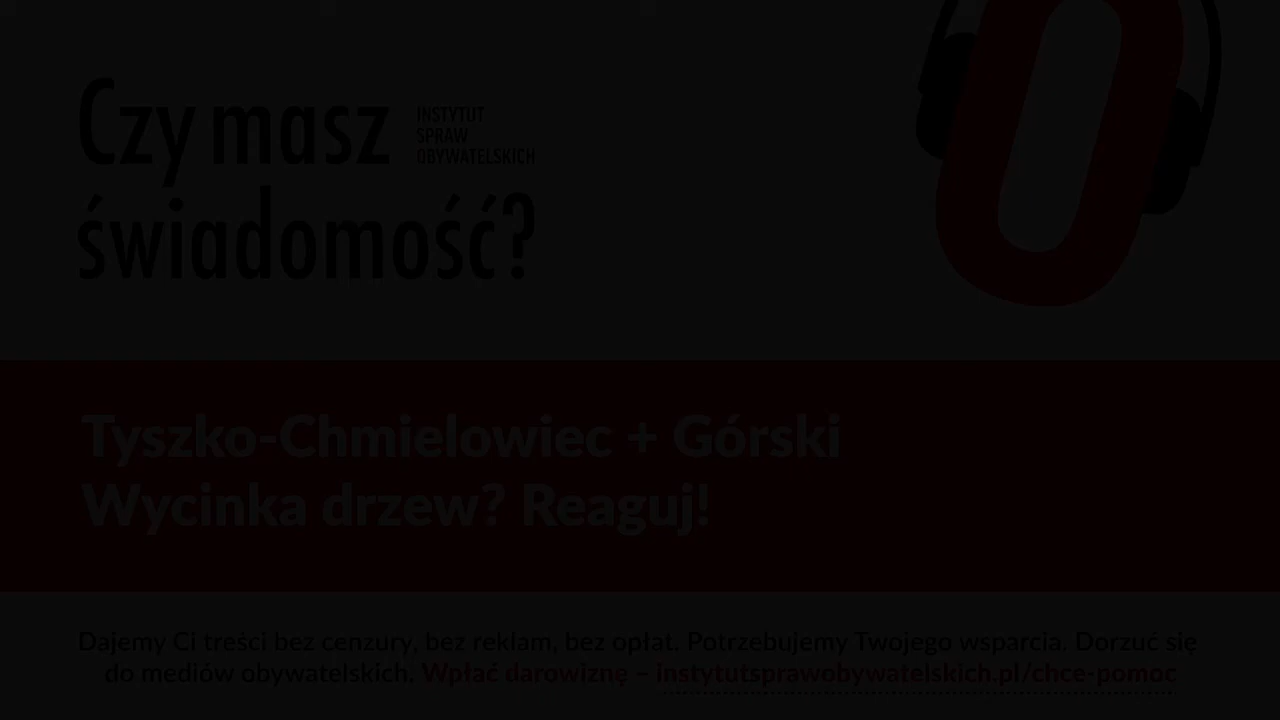 Czy masz
świadomość?
INSTYTUT
SPRAW
OBYWATELSKICH
Tyszko-Chmielowiec + Górski
Wycinka drzew? Reaguj!
Dajemy Ci treści bez cenzury, bez reklam, bez opłat. Potrzebujemy Twojego wsparcia. Dorzuć się
do mediów obywatelskich. Wpłać darowiznę – instytutsprawobywatelskich.pl/chce-pomoc